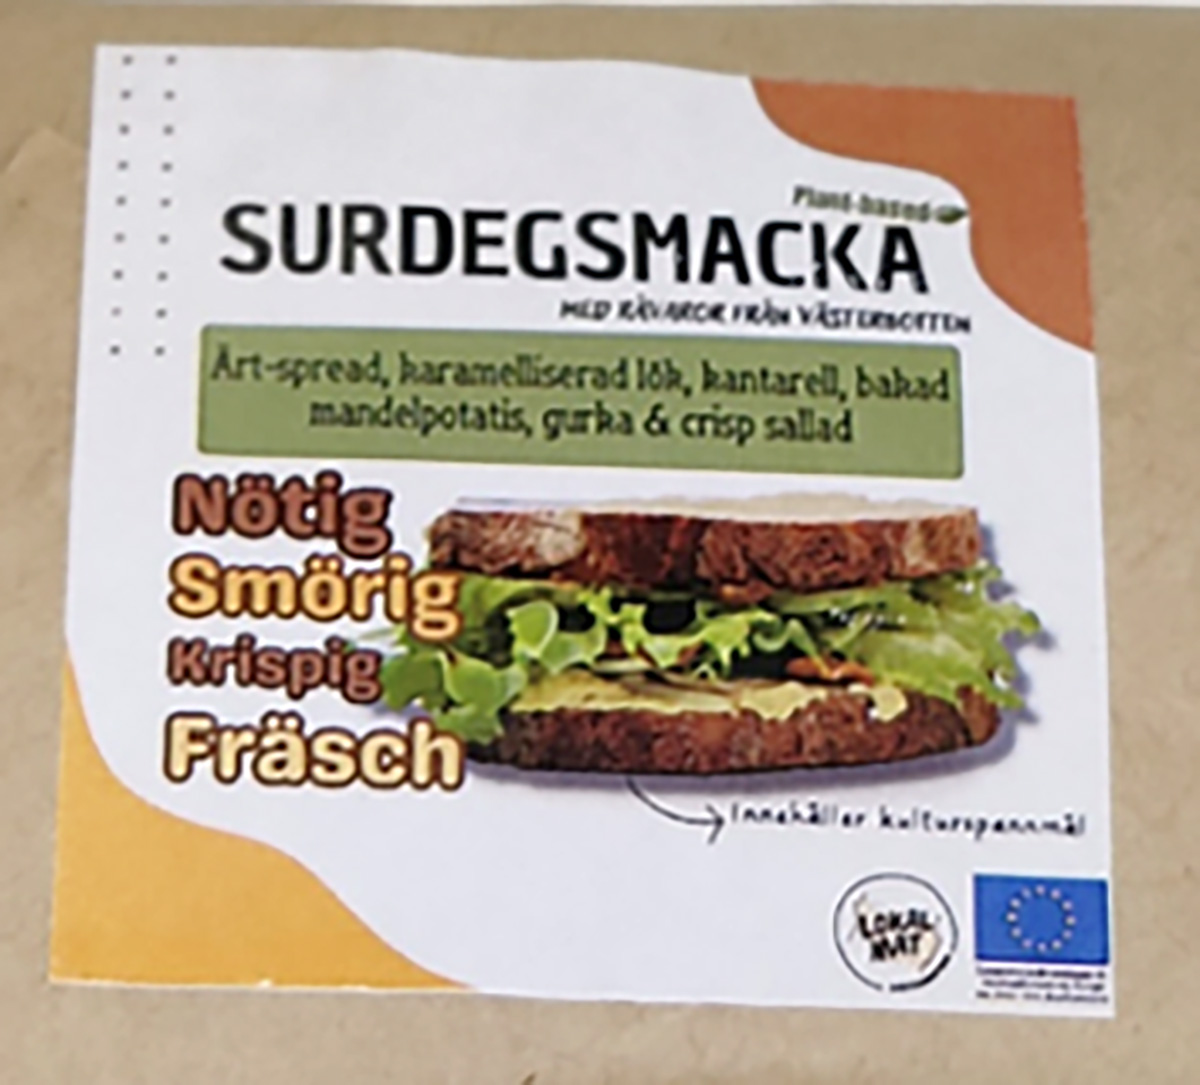 Plant-based
SURDEGSMACKA
MED RÅVAROR FRÅN VÄSTERBOTTEN
Ärt-spread, karamelliserad lök, kantarell, bakad
mandelpotatis, gurka & crisp sallad
Nötig
Smörig
Krispig
Fräsch
Innehåller kulturspannmål
LOKAL
MAT